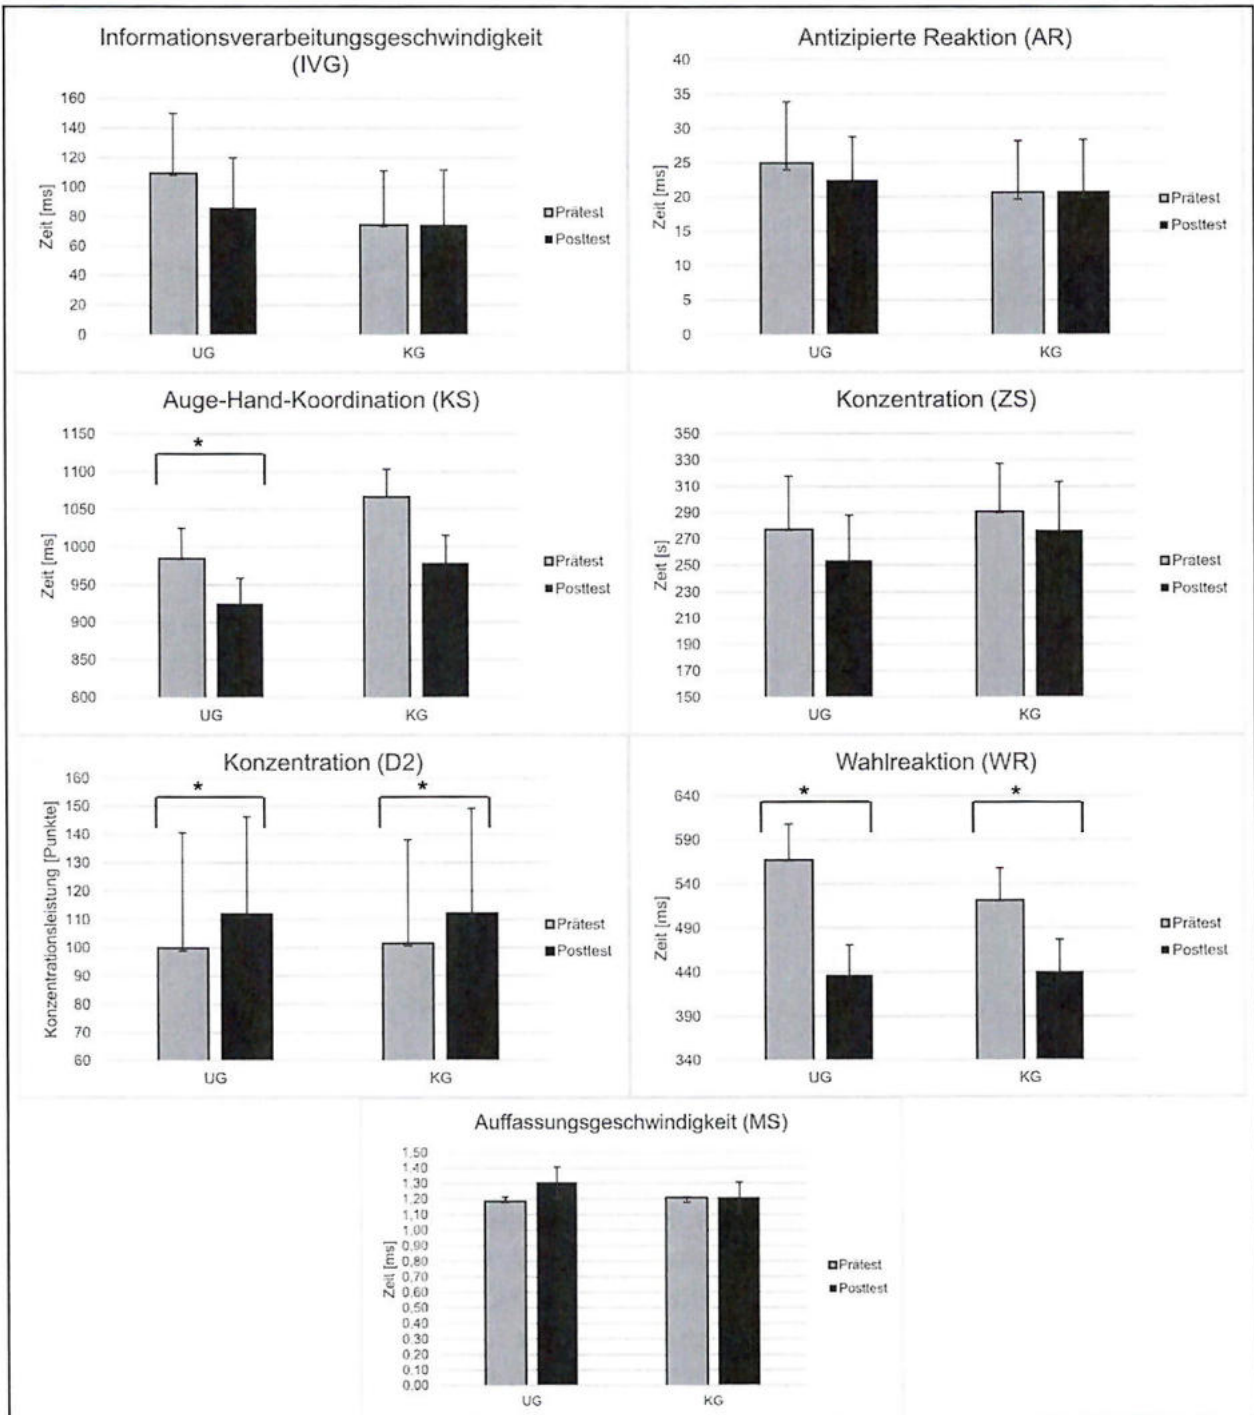 Informationsverarbeitungsgeschwindigkeit
(IVG)
160
140
120
100
80
60
40
20
0
Zeit [ms]
UG
KG
Prätest
Posttest
Antizipierte Reaktion (AR)
40
35
30
25
20
15
10
5
0
Zeit [ms]
UG
KG
Prätest
Posttest
Auge-Hand-Koordination (KS)
1150
1100
1050
1000
950
900
850
800
Zeit [ms]
*
UG
KG
Prätest
Posttest
Konzentration (ZS)
350
330
310
290
270
250
230
210
190
170
150
Zeit [s]
UG
KG
Prätest
Posttest
Konzentration (D2)
160
150
140
130
120
110
100
90
80
70
60
Konzentrationsleistung [Punkte]
*
*
UG
KG
Prätest
Posttest
Wahlreaktion (WR)
640
590
540
490
440
390
340
Zeit [ms]
*
*
UG
KG
Prätest
Posttest
Auffassungsgeschwindigkeit (MS)
1,50
1,40
1,30
1,20
1,10
1,00
0,90
0,80
0,70
0,60
0,50
0,40
0,30
0,20
0,10
0,00
Zeit [ms]
UG
KG
Prätest
Posttest